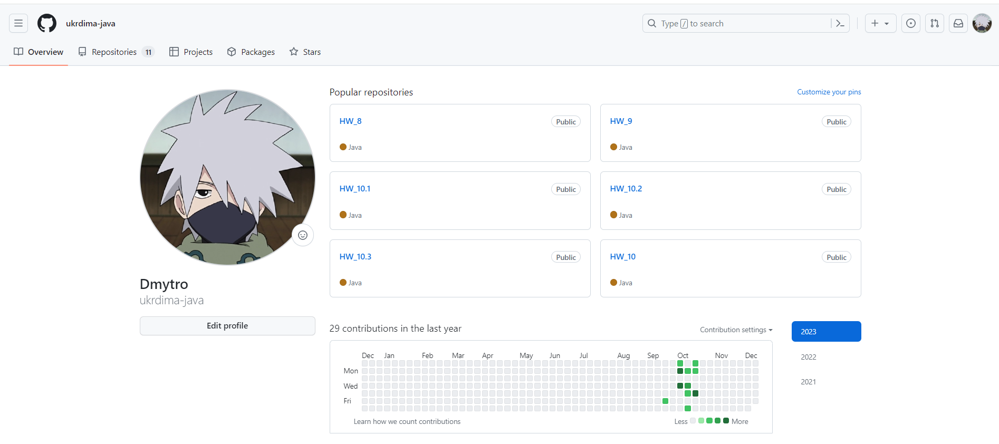 ukrdima-java
Type / to search
Overview
Repositories 11
Projects
Packages
Stars
Popular repositories
Customize your pins
HW_8 Public
Java
HW_9 Public
Java
HW_10.1 Public
Java
HW_10.2 Public
Java
HW_10.3 Public
Java
HW_10 Public
Java
Dmytro
ukrdima-java
Edit profile
29 contributions in the last year
Contribution settings
2023
2022
2021
Dec Jan Feb Mar Apr May Jun Jul Aug Sep Oct Nov Dec
Mon
Wed
Fri
Learn how we count contributions
Less More